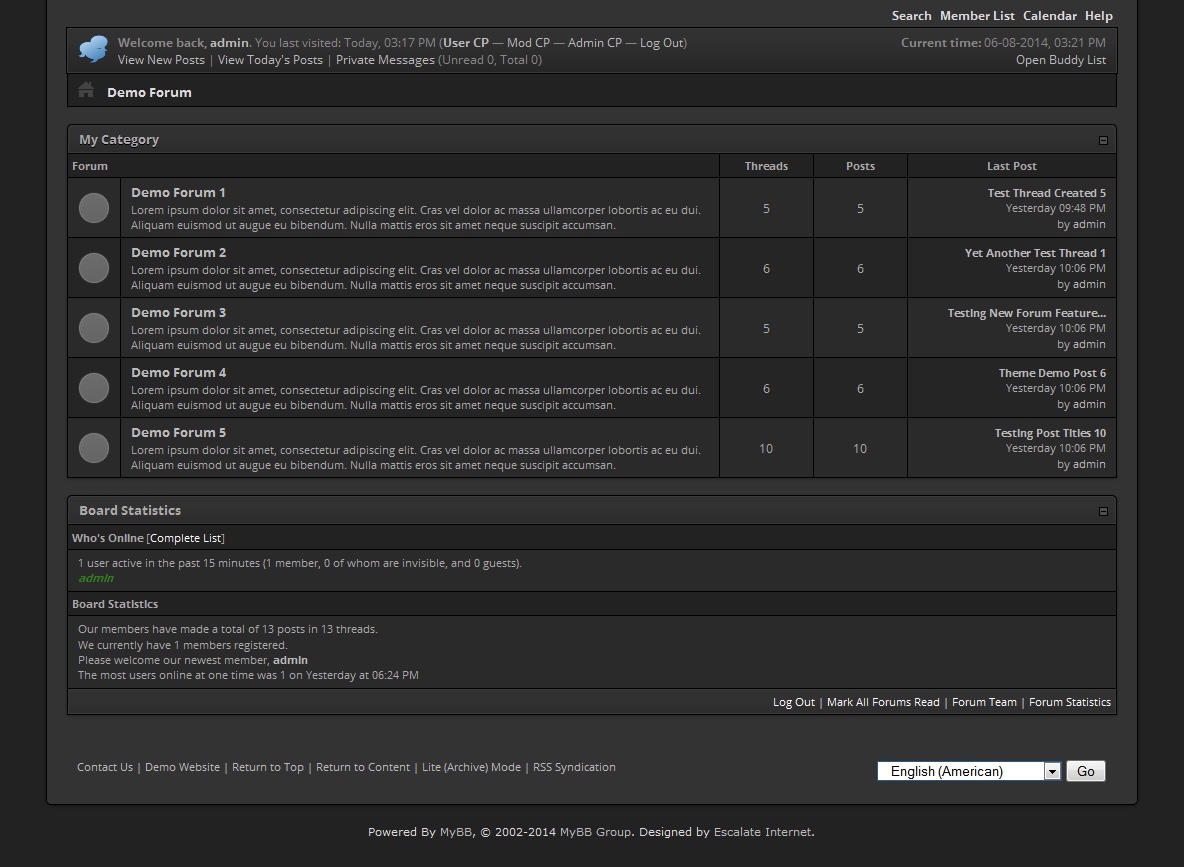 Search Member List Calendar Help
Welcome back, admin. You last visited: Today, 03:17 PM (User CP — Mod CP — Admin CP — Log Out)
Current time: 06-08-2014, 03:21 PM
View New Posts | View Today's Posts | Private Messages (Unread 0, Total 0)
Open Buddy List
Demo Forum
My Category
Forum Threads Posts Last Post
Demo Forum 1
Lorem ipsum dolor sit amet, consectetur adipiscing elit. Cras vel dolor ac massa ullamcorper lobortis ac eu dui.
Aliquam euismod ut augue eu bibendum. Nulla mattis eros sit amet neque suscipit accumsan.
5 5
Test Thread Created 5
Yesterday 09:48 PM
by admin
Demo Forum 2
Lorem ipsum dolor sit amet, consectetur adipiscing elit. Cras vel dolor ac massa ullamcorper lobortis ac eu dui.
Aliquam euismod ut augue eu bibendum. Nulla mattis eros sit amet neque suscipit accumsan.
6 6
Yet Another Test Thread 1
Yesterday 10:06 PM
by admin
Demo Forum 3
Lorem ipsum dolor sit amet, consectetur adipiscing elit. Cras vel dolor ac massa ullamcorper lobortis ac eu dui.
Aliquam euismod ut augue eu bibendum. Nulla mattis eros sit amet neque suscipit accumsan.
5 5
Testing New Forum Feature...
Yesterday 10:06 PM
by admin
Demo Forum 4
Lorem ipsum dolor sit amet, consectetur adipiscing elit. Cras vel dolor ac massa ullamcorper lobortis ac eu dui.
Aliquam euismod ut augue eu bibendum. Nulla mattis eros sit amet neque suscipit accumsan.
6 6
Theme Demo Post 6
Yesterday 10:06 PM
by admin
Demo Forum 5
Lorem ipsum dolor sit amet, consectetur adipiscing elit. Cras vel dolor ac massa ullamcorper lobortis ac eu dui.
Aliquam euismod ut augue eu bibendum. Nulla mattis eros sit amet neque suscipit accumsan.
10 10
Testing Post Titles 10
Yesterday 10:06 PM
by admin
Board Statistics
Who's Online [Complete List]
1 user active in the past 15 minutes (1 member, 0 of whom are invisible, and 0 guests).
admin
Board Statistics
Our members have made a total of 13 posts in 13 threads.
We currently have 1 members registered.
Please welcome our newest member, admin
The most users online at one time was 1 on Yesterday at 06:24 PM
Log Out | Mark All Forums Read | Forum Team | Forum Statistics
Contact Us | Demo Website | Return to Top | Return to Content | Lite (Archive) Mode | RSS Syndication
English (American) Go
Powered By MyBB, © 2002-2014 MyBB Group. Designed by Escalate Internet.